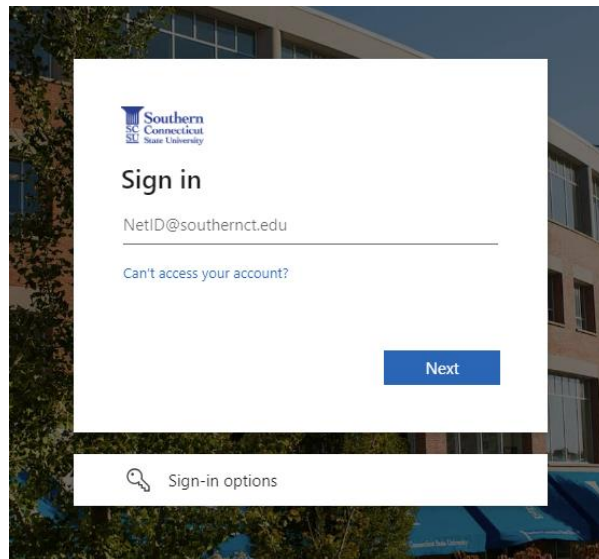 Southern
SC Connecticut
SU State University
Sign in
NetID@southernct.edu
Can't access your account?
Next
Sign-in options